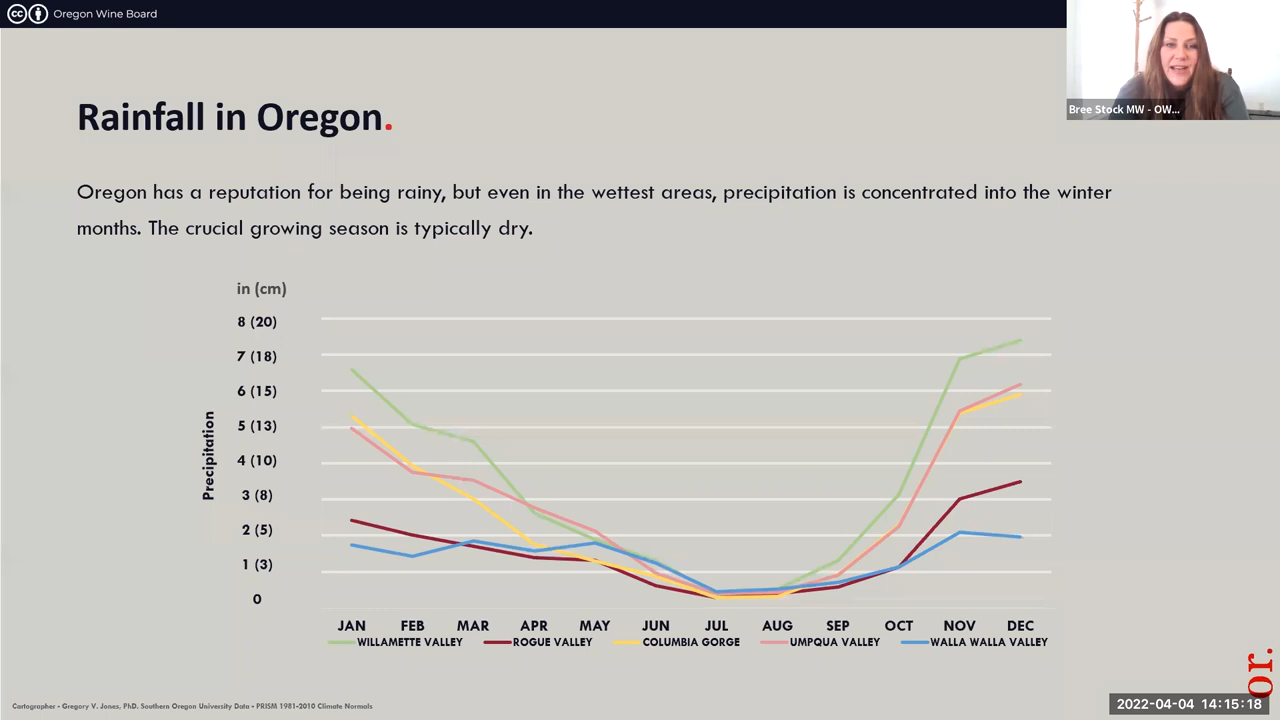 cc Oregon Wine Board
Bree Stock MW - OW...
Rainfall in Oregon.
Oregon has a reputation for being rainy, but even in the wettest areas, precipitation is concentrated into the winter
months. The crucial growing season is typically dry.
in (cm)
8 (20)
7 (18)
6 (15)
5 (13)
4 (10)
3 (8)
2 (5)
1 (3)
0
Precipitation
JAN FEB MAR APR MAY JUN JUL AUG SEP OCT NOV DEC
WILLAMETTE VALLEY ROGUE VALLEY COLUMBIA GORGE UMPQUA VALLEY WALLA WALLA VALLEY
or.
Cartographer - Gregory V. Jones, PhD. Southern Oregon University Data - PRISM 1981-2010 Climate Normals
2022-04-04 14:15:18